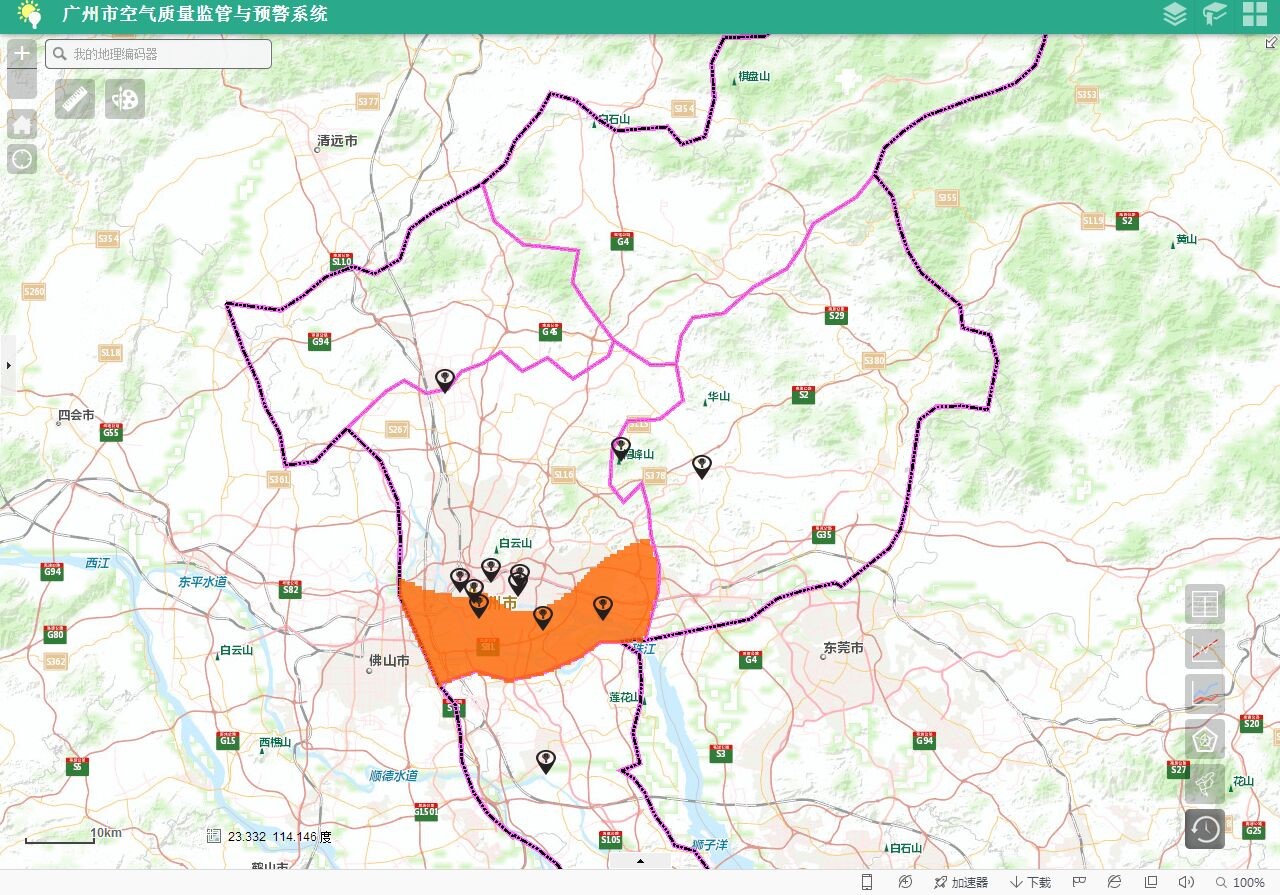 广州市空气质量监管与预警系统
我的地理编码器
棋盘山
S377
S354
S353
白石山
清远市
S355
S119
S2
黄山
S354
G4
S110
S260
S29
G94
G45
S118
S380
华山
S2
四会市
G55
S267
S116
S378
S361
G35
白云山
西江
G94
东平水道
S82
州市
G80
S362
白云山
佛山市
S81
珠江
东莞市
G4
莲花山
G15
西樵山
S5
顺德水道
S3
G94
S20
S27
花山
G1501
S105
狮子洋
白石山
G25
10km
23.332 114.146 度
鹤山市
加速器
下载
100%